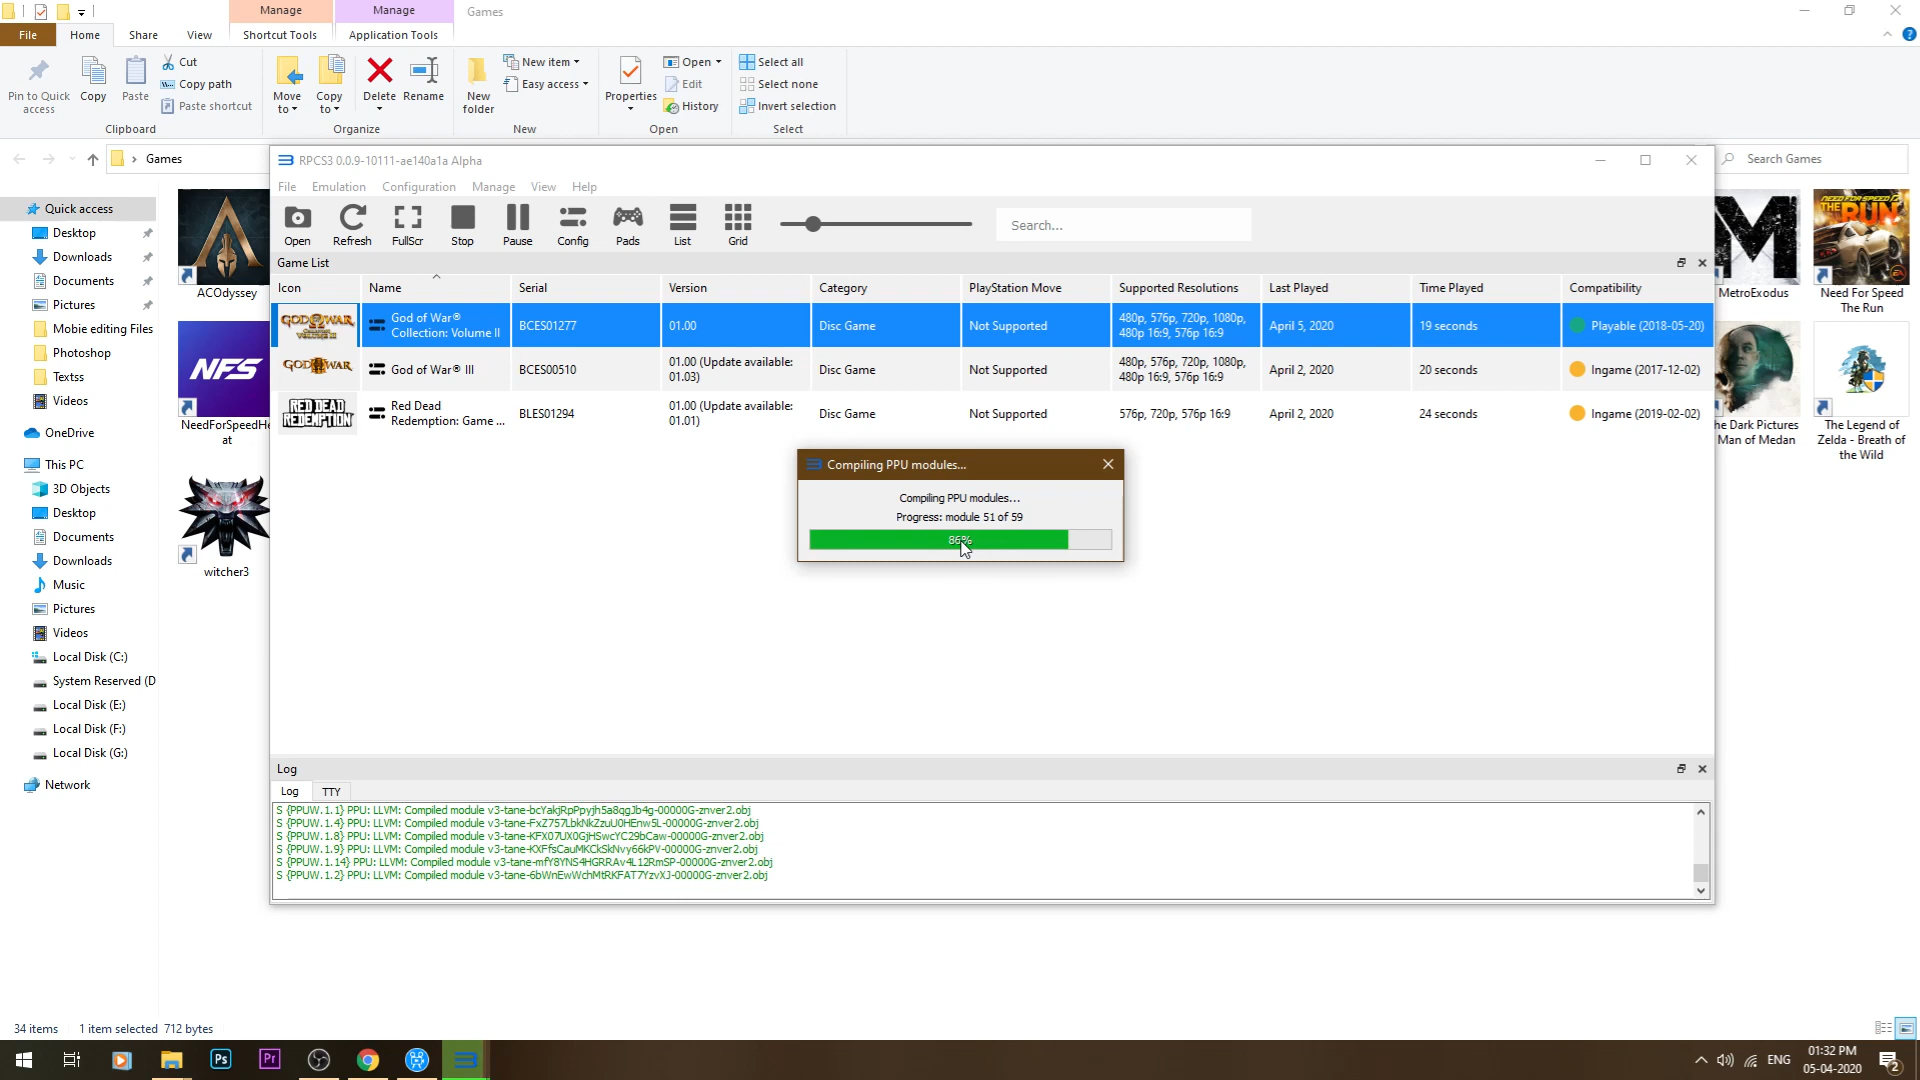 Manage
Manage
Games
File
Home
Share
View
Shortcut Tools
Application Tools
Pin to Quick access
Copy
Paste
Cut
Copy path
Paste shortcut
Clipboard
Move to
Copy to
Delete
Rename
Organize
New folder
New item
Easy access
New
Properties
Open
Edit
History
Open
Select all
Select none
Invert selection
Select
Games
Search Games
RPCS3 0.0.9-10111-ae140a1a Alpha
File Emulation Configuration Manage View Help
Open Refresh FullScr Stop Pause Config Pads List Grid
Search...
Game List
Icon Name Serial Version Category PlayStation Move Supported Resolutions Last Played Time Played Compatibility
GOD OF WAR
God of War®
Collection: Volume II
BCES01277
01.00
Disc Game
Not Supported
480p, 576p, 720p, 1080p,
480p 16:9, 576p 16:9
April 5, 2020
19 seconds
Playable (2018-05-20)
God of War® III
BCES00510
01.00 (Update available:
01.03)
Disc Game
Not Supported
480p, 576p, 720p, 1080p,
480p 16:9, 576p 16:9
April 2, 2020
20 seconds
Ingame (2017-12-02)
RED DEAD
REDEMPTION
Red Dead
Redemption: Game ...
BLES01294
01.00 (Update available:
01.01)
Disc Game
Not Supported
576p, 720p, 576p 16:9
April 2, 2020
24 seconds
Ingame (2019-02-02)
Compiling PPU modules...
Compiling PPU modules...
Progress: module 51 of 59
86%
Log
Log
TTY
S {PPUW.1.1} PPU: LLVM: Compiled module v3-tane-bcYakjRpPpyjh5a8qgJb4g-00000G-znver2.obj
S {PPUW.1.4} PPU: LLVM: Compiled module v3-tane-FxZ757LbkNkZzuU0HEnw5L-00000G-znver2.obj
S {PPUW.1.8} PPU: LLVM: Compiled module v3-tane-KFX07UX0GjHSwcYC29bCaw-00000G-znver2.obj
S {PPUW.1.9} PPU: LLVM: Compiled module v3-tane-KXFfsCauMKCkSkNvy66kPV-00000G-znver2.obj
S {PPUW.1.14} PPU: LLVM: Compiled module v3-tane-mfY8YNS4HGRRAv4L12RmSP-00000G-znver2.obj
S {PPUW.1.2} PPU: LLVM: Compiled module v3-tane-6bWnEwWchMtRKFAT7YzvXJ-00000G-znver2.obj
Quick access
Desktop
Downloads
Documents
Pictures
Mobie editing Files
Photoshop
Textss
Videos
OneDrive
This PC
3D Objects
Desktop
Documents
Downloads
Music
Pictures
Videos
Local Disk (C:)
System Reserved (D
Local Disk (E:)
Local Disk (F:)
Local Disk (G:)
Network
ACOdyssey
NFS
NeedForSpeedHe
at
witcher3
MetroExodus
NEED FOR SPEED
THE RUN
Need For Speed
The Run
he Dark Pictures
Man of Medan
The Legend of
Zelda - Breath of
the Wild
34 items
1 item selected 712 bytes
Ps
Pr
ENG
01:32 PM
05-04-2020
2